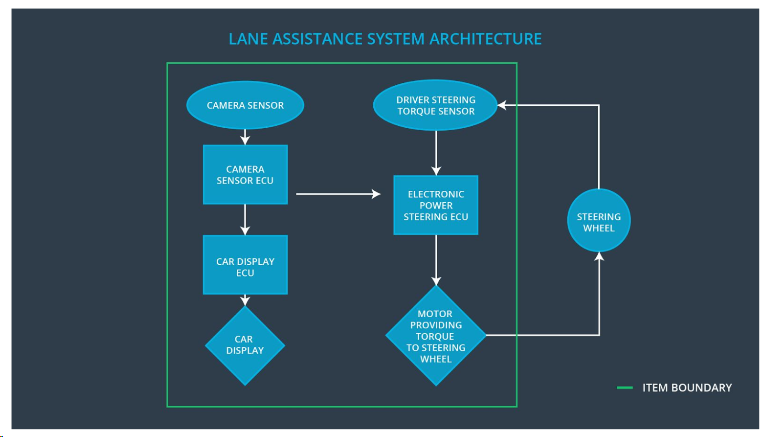 LANE ASSISTANCE SYSTEM ARCHITECTURE
CAMERA SENSOR
DRIVER STEERING
TORQUE SENSOR
CAMERA
SENSOR ECU
ELECTRONIC
POWER
STEERING ECU
STEERING
WHEEL
CAR DISPLAY
ECU
MOTOR
PROVIDING
TORQUE
TO STEERING
WHEEL
CAR
DISPLAY
ITEM BOUNDARY